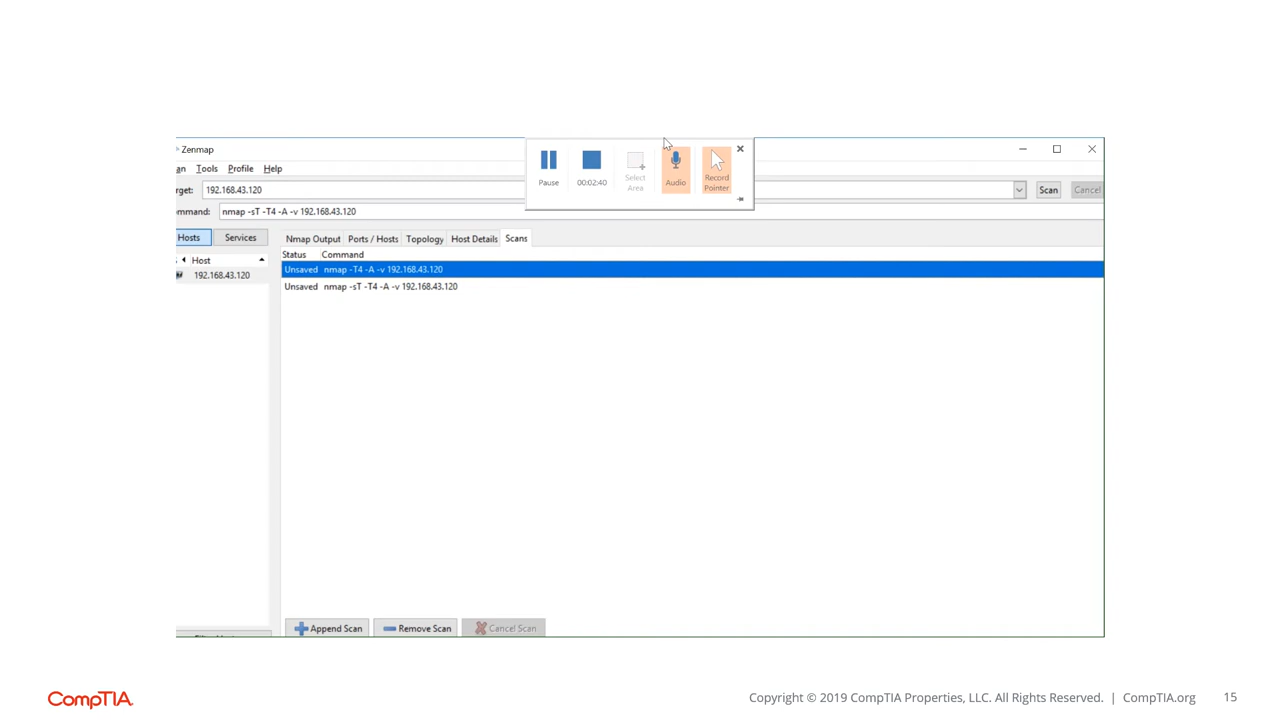 Zenmap
an Tools Profile Help
rget: 192.168.43.120 Scan Cancel
mmand: nmap -sT -T4 -A -v 192.168.43.120
Pause 00:02:40 Select Area Audio Record Pointer
Hosts Services
Nmap Output Ports / Hosts Topology Host Details Scans
Host
192.168.43.120
Status Command
Unsaved nmap -T4 -A -v 192.168.43.120
Unsaved nmap -sT -T4 -A -v 192.168.43.120
Append Scan Remove Scan Cancel Scan
CompTIA.
Copyright © 2019 CompTIA Properties, LLC. All Rights Reserved. | CompTIA.org 15